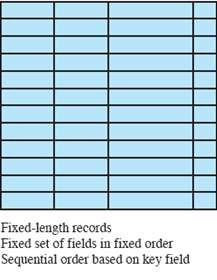 Fixed-length records
Fixed set of fields in fixed order
Sequential order based on key field